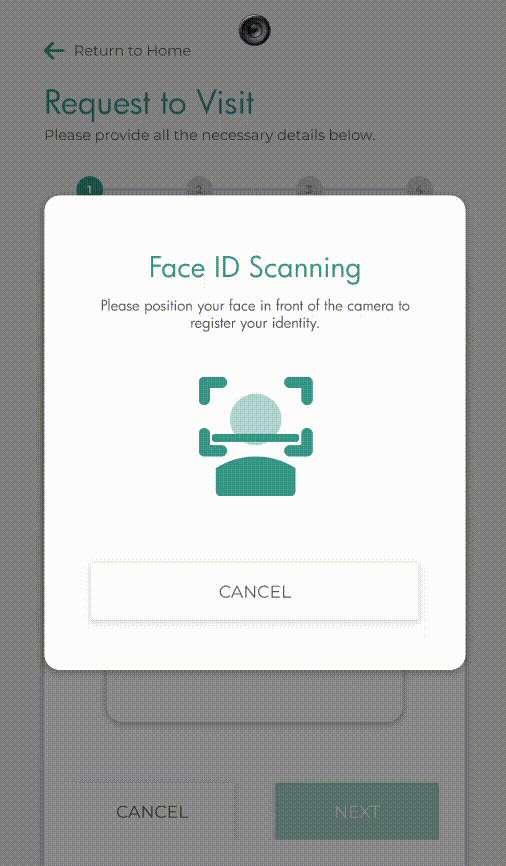 Return to Home
Request to Visit
Please provide all the necessary details below.
1 2 3 4
Face ID Scanning
Please position your face in front of the camera to
register your identity.
CANCEL
CANCEL NEXT